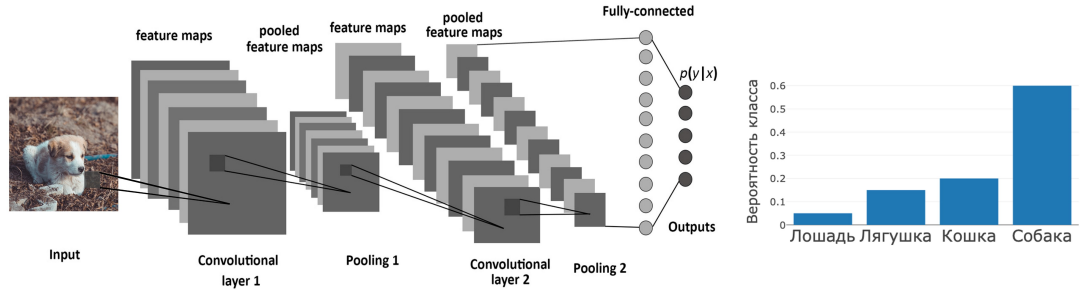 feature maps
pooled
feature maps
feature maps
pooled
feature maps
Fully-connected
p(y|x)
Input
Convolutional
layer 1
Pooling 1
Convolutional
layer 2
Pooling 2
Outputs
Вероятность класса
0.6
0.5
0.4
0.3
0.2
0.1
0
Лошадь Лягушка Кошка Собака